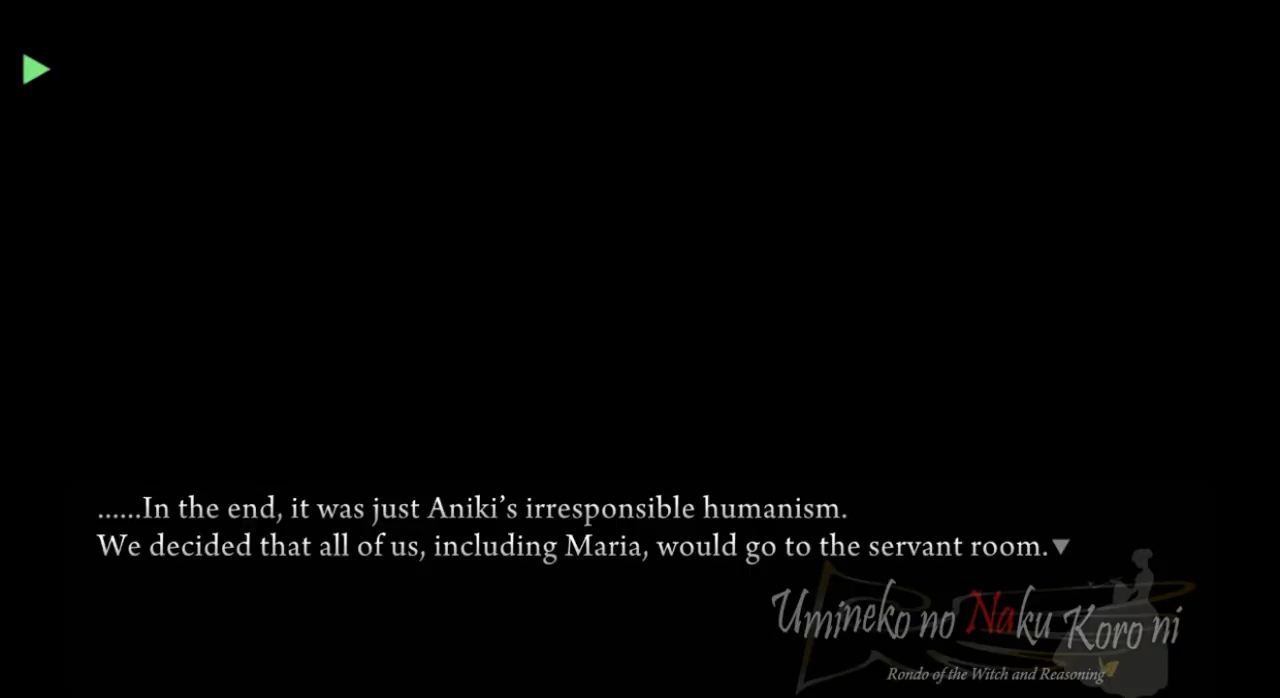 ......In the end, it was just Aniki's irresponsible humanism.
We decided that all of us, including Maria, would go to the servant room.
Umineko no Naku Koro ni
Rondo of the Witch and Reasoning